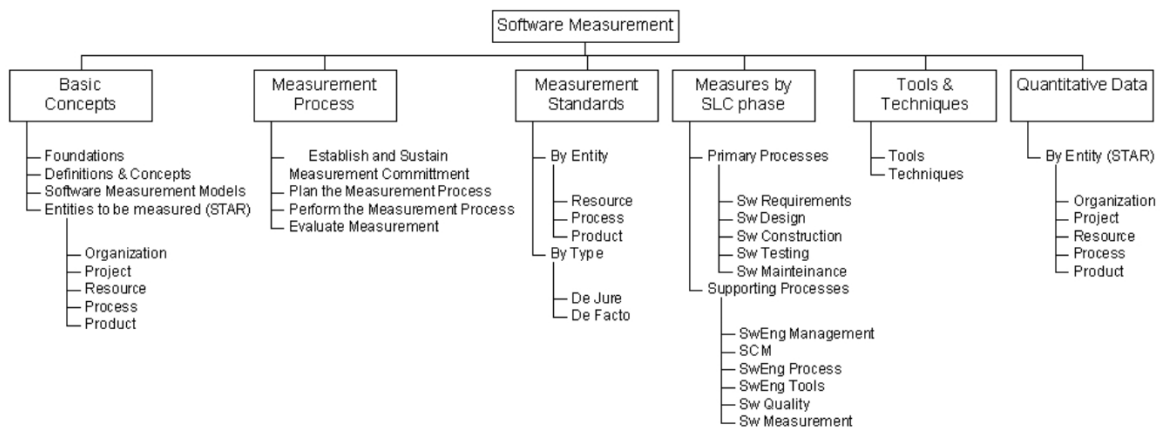 Software Measurement
Basic
Concepts
Foundations
Definitions & Concepts
Software Measurement Models
Entities to be measured (STAR)
Organization
Project
Resource
Process
Product
Measurement
Process
Establish and Sustain
Measurement Committment
Plan the Measurement Process
Perform the Measurement Process
Evaluate Measurement
Measurement
Standards
By Entity
Resource
Process
Product
By Type
De Jure
De Facto
Measures by
SLC phase
Primary Processes
Sw Requirements
Sw Design
Sw Construction
Sw Testing
Sw Mainteinance
Supporting Processes
SwEng Management
SCM
SwEng Process
SwEng Tools
Sw Quality
Sw Measurement
Tools &
Techniques
Tools
Techniques
Quantitative Data
By Entity (STAR)
Organization
Project
Resource
Process
Product